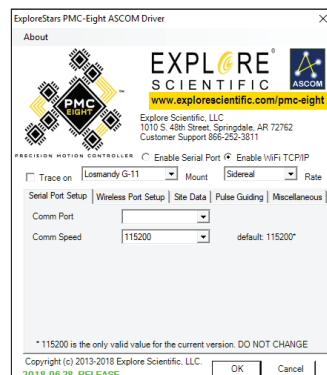 ExploreStars PMC-Eight ASCOM Driver
About
PMC EIGHT
PRECISION MOTION CONTROLLER
EXPLORE®
SCIENTIFIC
ASCOM
www.explorescientific.com/pmc-eight
Explore Scientific, LLC
1010 S. 48th Street, Springdale, AR 72762
Customer Support 866-252-3811
Enable Serial Port Enable WiFi TCP/IP
Trace on Losmandy G-11 Mount Sidereal Rate
Serial Port Setup Wireless Port Setup Site Data Pulse Guiding Miscellaneous
Comm Port
Comm Speed 115200 default: 115200*
* 115200 is the only valid value for the current version. DO NOT CHANGE
Copyright (c) 2013-2018 Explore Scientific, LLC.
2018.06.28 RELEASE
OK Cancel